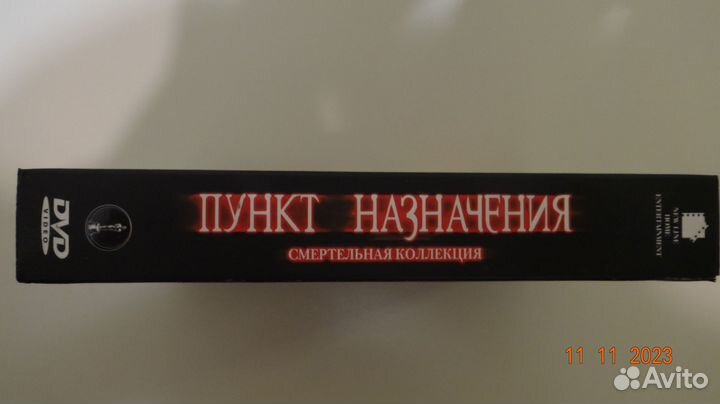 DVD
VIDEO
ПУНКТ НАЗНАЧЕНИЯ
СМЕРТЕЛЬНАЯ КОЛЛЕКЦИЯ
NEW LINE
HOME
ENTERTAINMENT
11 11 2023
Avito